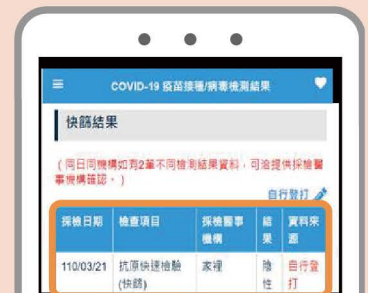 COVID-19 疫苗接種/病毒檢測結果
快篩結果
(同日同機構如有2筆不同檢測結果資料,可洽提供採檢醫
事機構確認。)
自行登打
採檢日期 檢查項目 採檢醫事 結 資料來
機構 果 源
110/03/21 抗原快速檢驗 家裡 陰 自行登
(快篩) 性 打